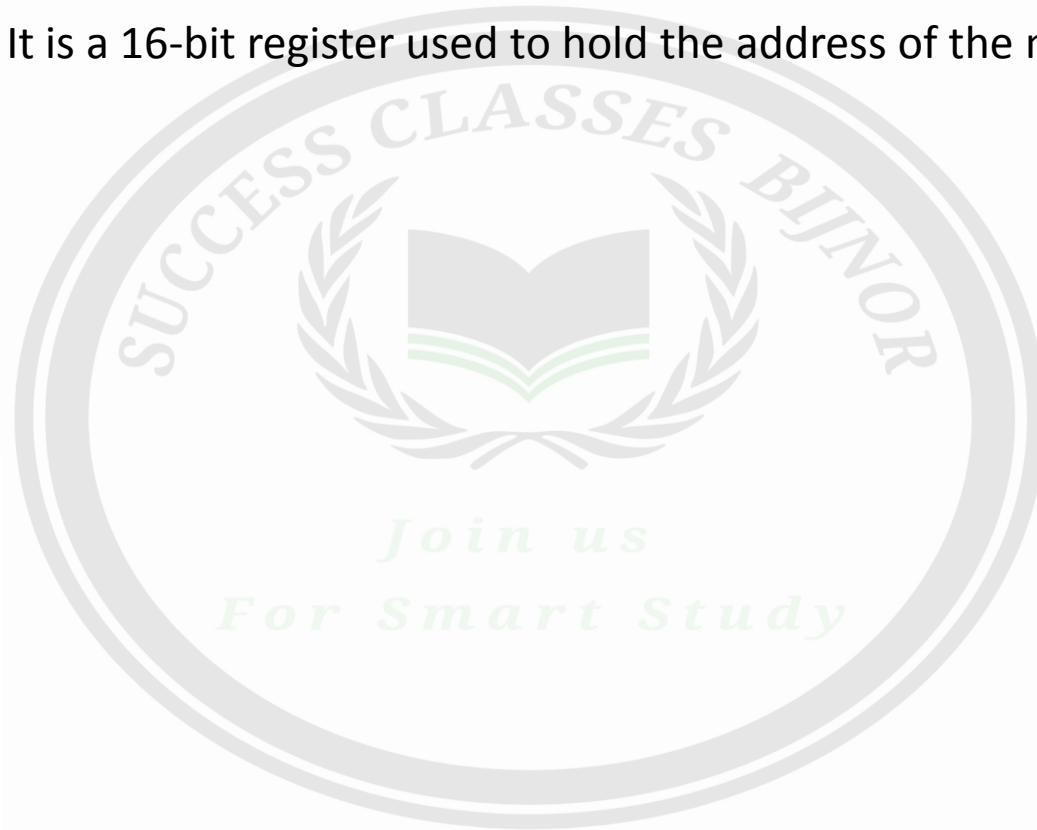 It is a 16-bit register used to hold the address of the
SUCCESS CLASSES BIJNOR
Join us
For Smart Study